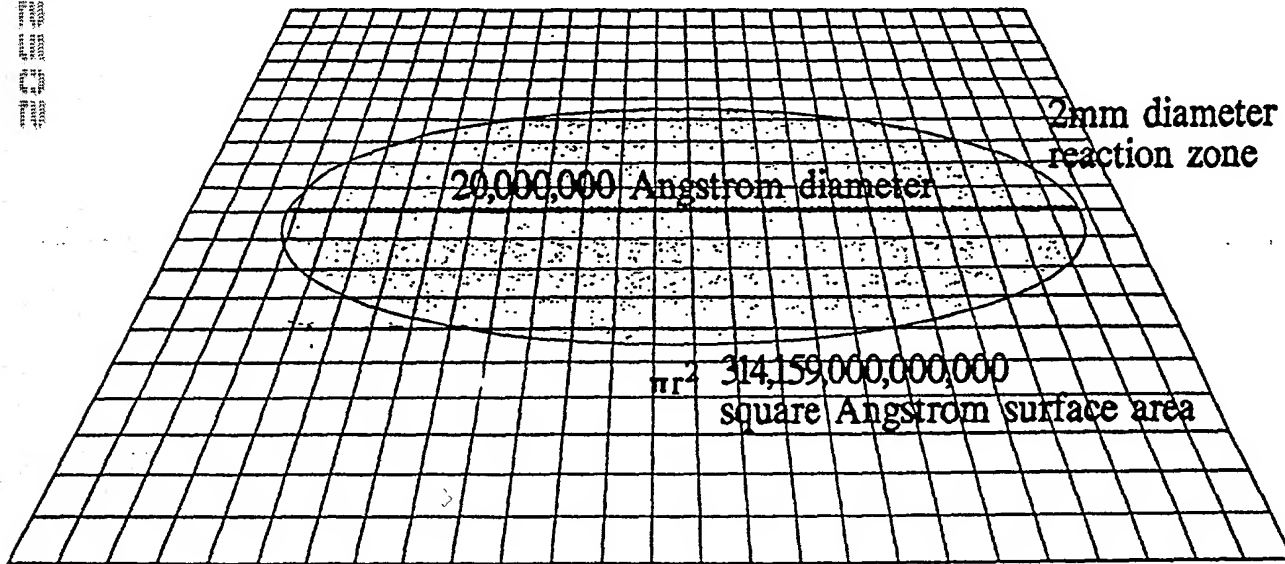 2mm diameter
reaction zone
20,000,000 Angstrom diameter
πr² 314,159,000,000,000
square Angstrom surface area